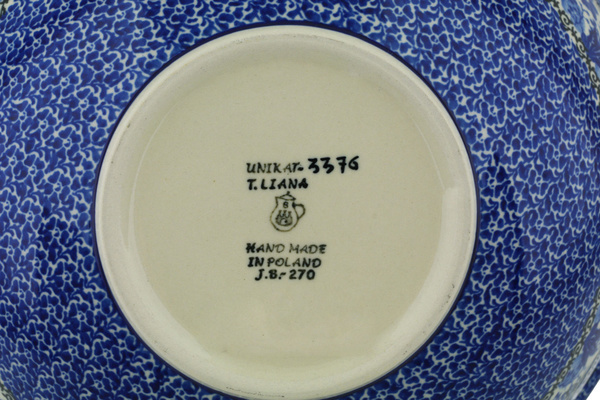 UNIKAT- 3376
T. LIANA
B
HAND MADE
IN POLAND
J.B.-270